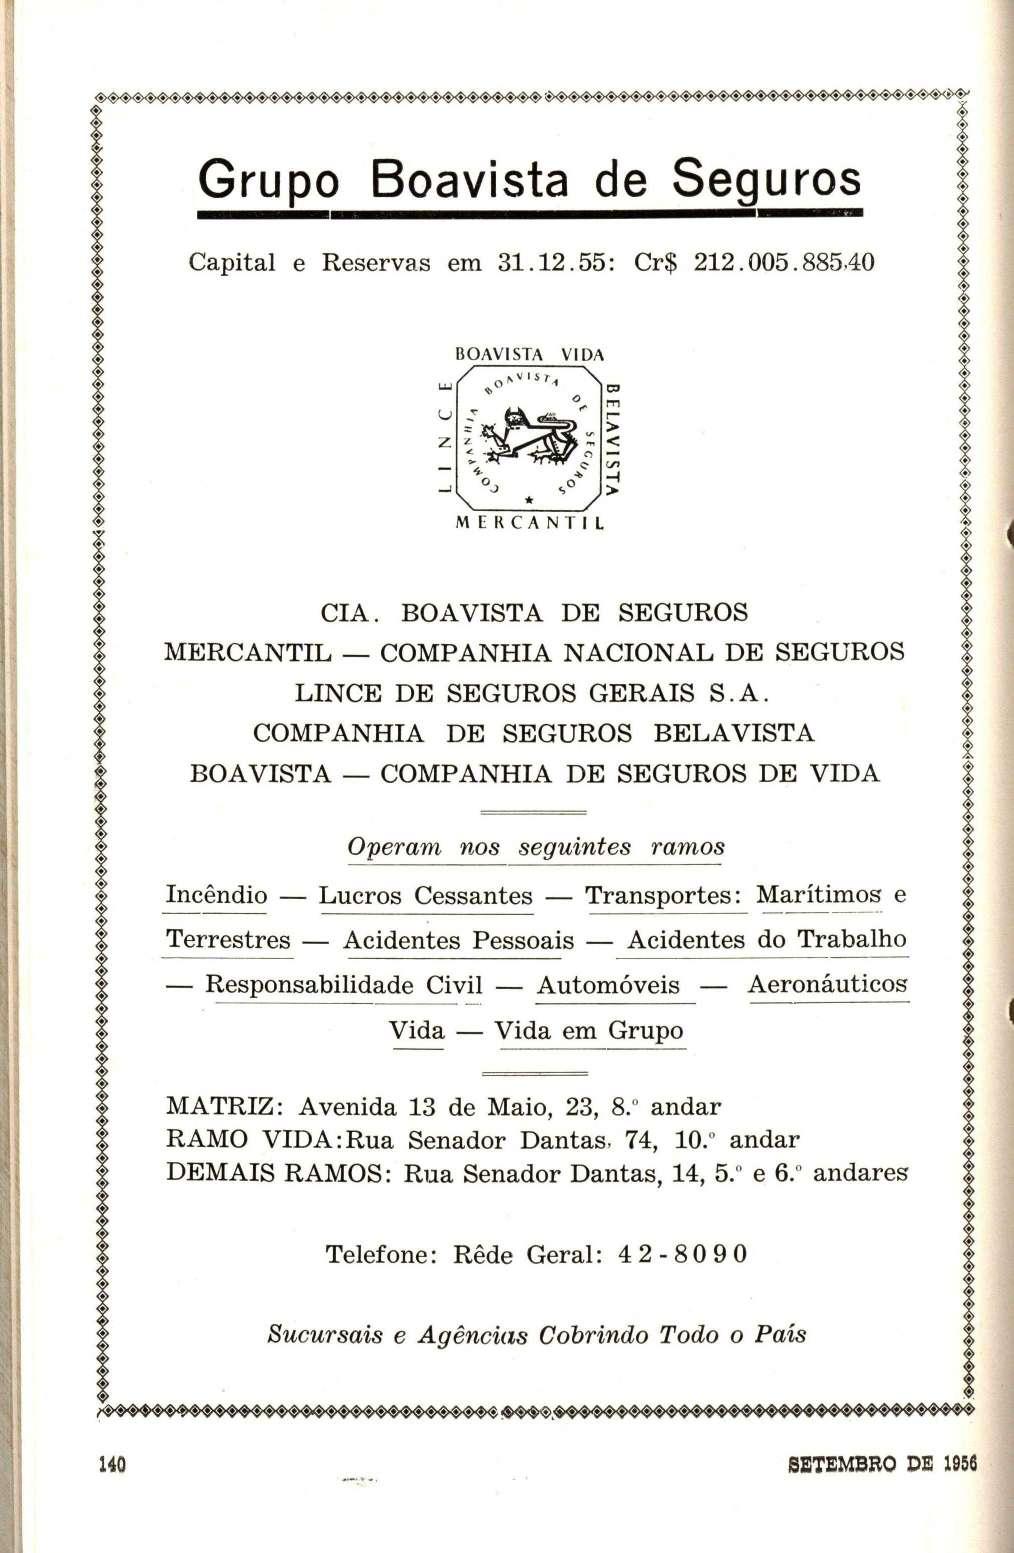 Grupo Boavista de Seguros
Capital e Reservas em 31.12.55: Cr$ 212.005.885,40
BOAVISTA VIDA
LINCE
COMPANHIA BOAVISTA DE SEGUROS
BELAVISTA
MERCANTIL
CIA. BOAVISTA DE SEGUROS
MERCANTIL — COMPANHIA NACIONAL DE SEGUROS
LINCE DE SEGUROS GERAIS S.A.
COMPANHIA DE SEGUROS BELAVISTA
BOAVISTA — COMPANHIA DE SEGUROS DE VIDA
Operam nos seguintes ramos
Incêndio — Lucros Cessantes — Transportes: Marítimos e
Terrestres — Acidentes Pessoais — Acidentes do Trabalho
— Responsabilidade Civil — Automóveis — Aeronáuticos
Vida — Vida em Grupo
MATRIZ: Avenida 13 de Maio, 23, 8.º andar
RAMO VIDA:Rua Senador Dantas, 74, 10.º andar
DEMAIS RAMOS: Rua Senador Dantas, 14, 5.º e 6.º andares
Telefone: Rêde Geral: 42-8090
Sucursais e Agências Cobrindo Todo o País
140
SETEMBRO DE 1956